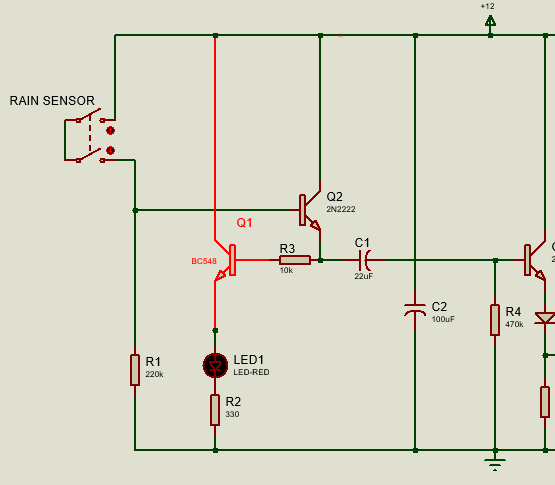 +12
RAIN SENSOR
Q2
2N2222
Q1
BC548
R3
10k
C1
22uF
C2
100uF
R4
470k
R1
220k
LED1
LED-RED
R2
330